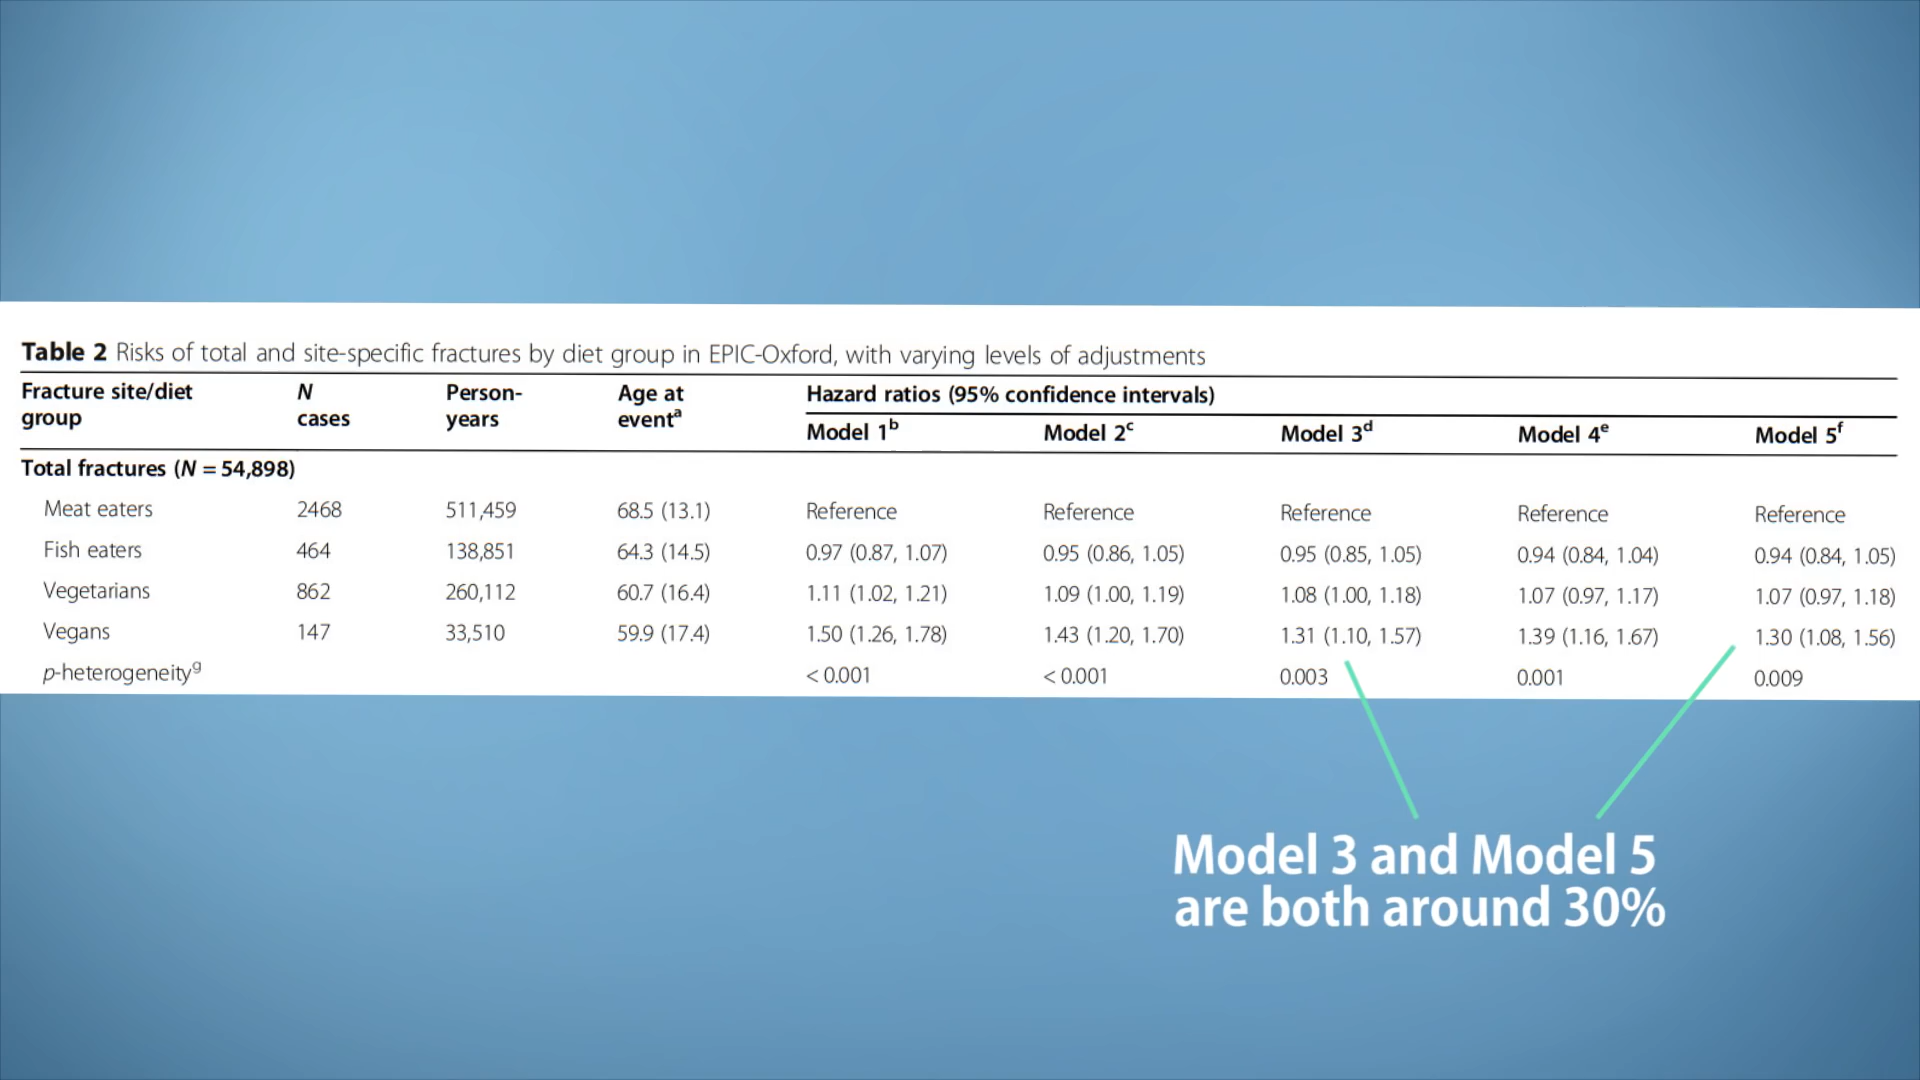 Table 2 Risks of total and site-specific fractures by diet group in EPIC-Oxford, with varying levels of adjustments
Fracture site/diet group N cases Person-years Age at eventᵃ Hazard ratios (95% confidence intervals)
Model 1ᵇ Model 2ᶜ Model 3ᵈ Model 4ᵉ Model 5ᶠ
Total fractures (N = 54,898)
Meat eaters 2468 511,459 68.5 (13.1) Reference Reference Reference Reference Reference
Fish eaters 464 138,851 64.3 (14.5) 0.97 (0.87, 1.07) 0.95 (0.86, 1.05) 0.95 (0.85, 1.05) 0.94 (0.84, 1.04) 0.94 (0.84, 1.05)
Vegetarians 862 260,112 60.7 (16.4) 1.11 (1.02, 1.21) 1.09 (1.00, 1.19) 1.08 (1.00, 1.18) 1.07 (0.97, 1.17) 1.07 (0.97, 1.18)
Vegans 147 33,510 59.9 (17.4) 1.50 (1.26, 1.78) 1.43 (1.20, 1.70) 1.31 (1.10, 1.57) 1.39 (1.16, 1.67) 1.30 (1.08, 1.56)
p-heterogeneityᵍ < 0.001 < 0.001 0.003 0.001 0.009
Model 3 and Model 5
are both around 30%